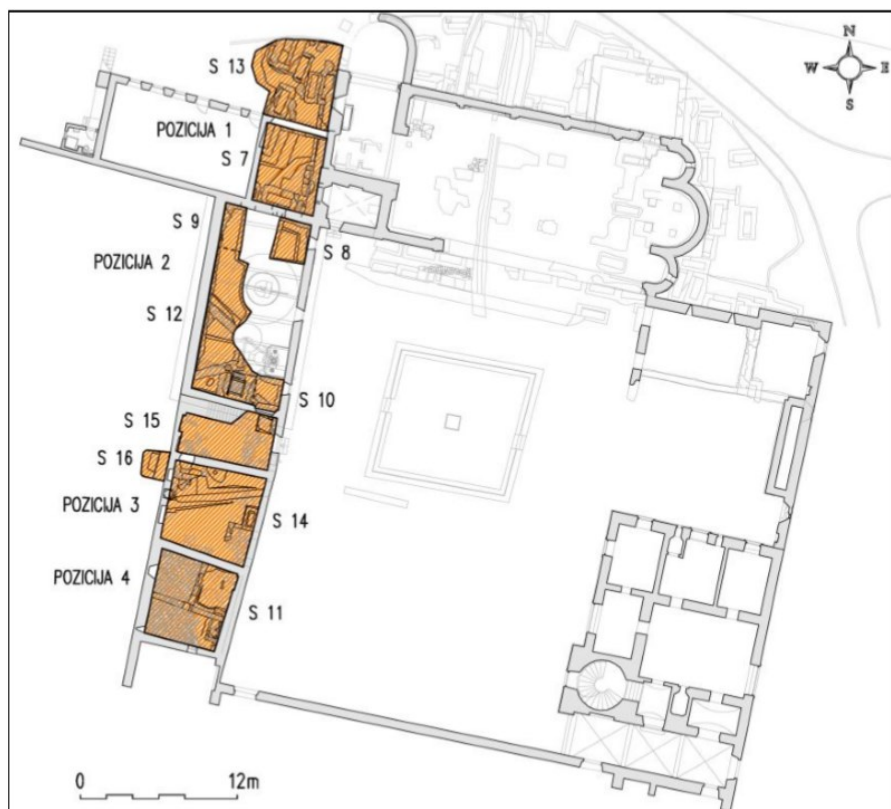 N
W E
S
S 13
POZICIJA 1
S 7
S 9
S 8
POZICIJA 2
S 12
S 10
S 15
S 16
POZICIJA 3
S 14
POZICIJA 4
S 11
0 12m